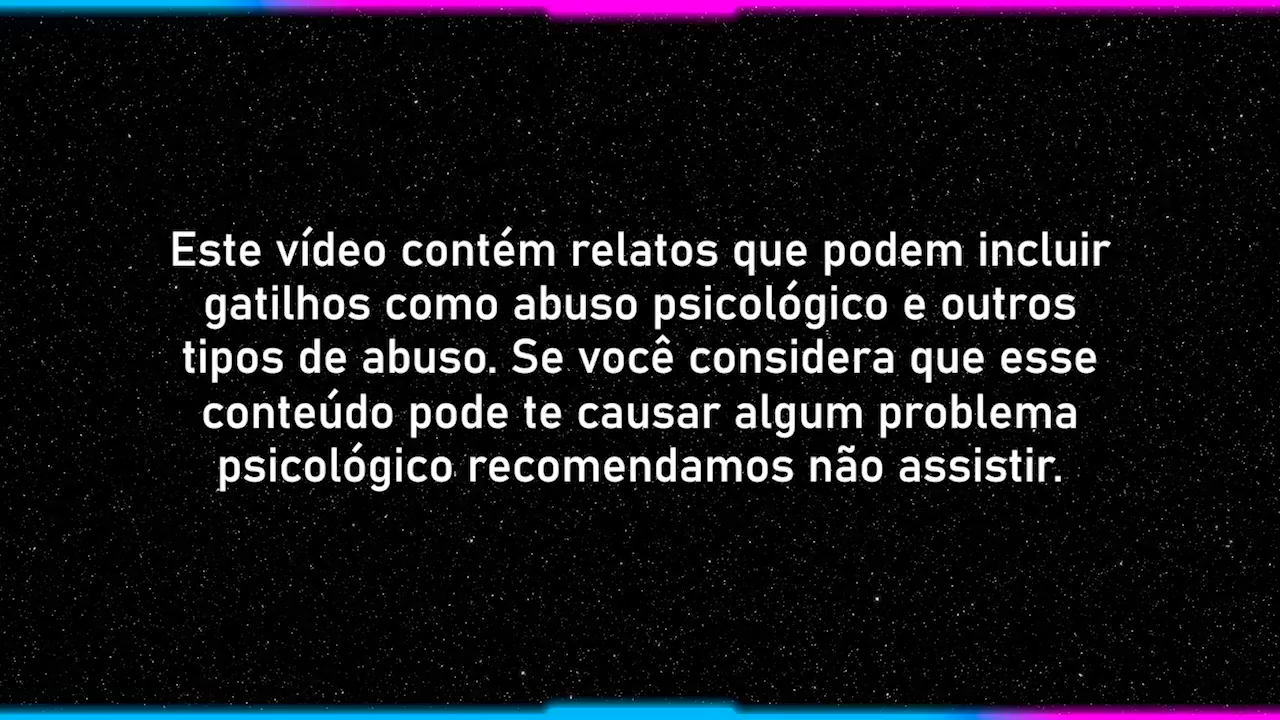 Este vídeo contém relatos que podem incluir
gatilhos como abuso psicológico e outros
tipos de abuso. Se você considera que esse
conteúdo pode te causar algum problema
psicológico recomendamos não assistir.